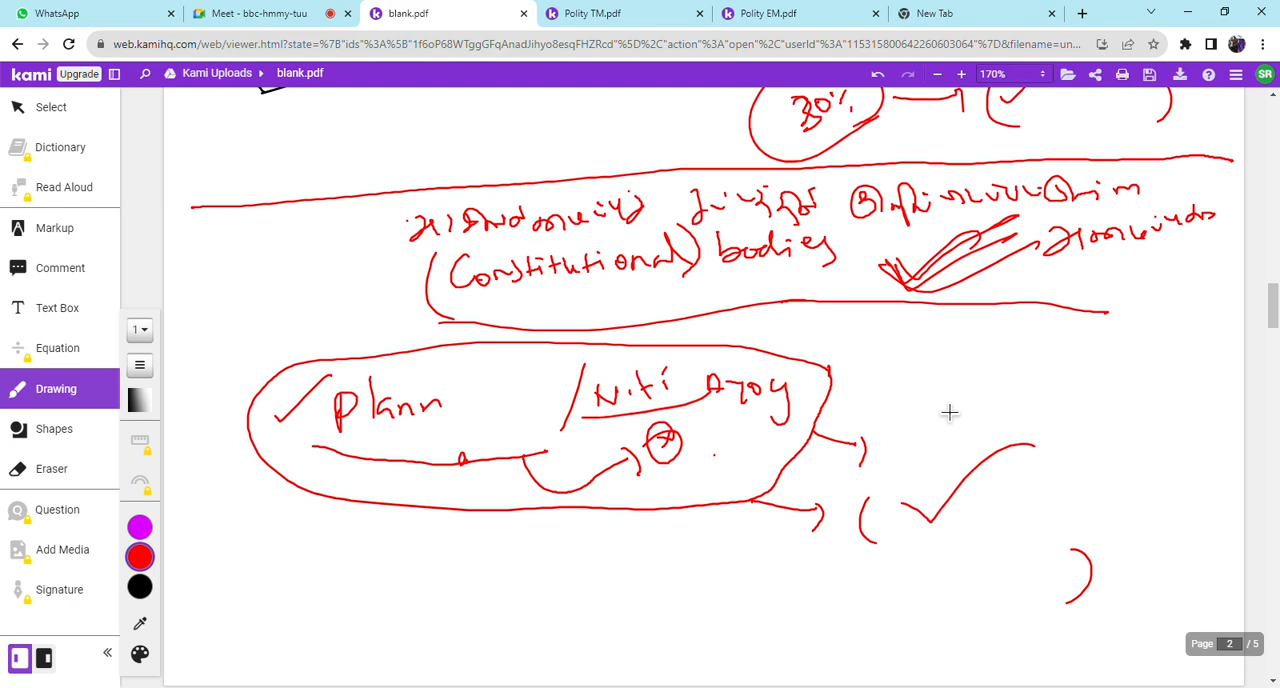 WhatsApp
Meet - bbc-hmmy-tuu
blank.pdf
Polity TM.pdf
Polity EM.pdf
New Tab
web.kamihq.com/web/viewer.html?state=%7B"ids"%3A%5B"1f6oP68WTggGFqAnadJihyo8esqFHZRcd"%5D%2C"action"%3A"open"%2C"userId"%3A"115315800642260603064"%7D&filename=un...
kami
Upgrade
Kami Uploads
blank.pdf
170%
SR
Select
Dictionary
Read Aloud
Markup
Comment
Text Box
Equation
Drawing
Shapes
Eraser
Question
Add Media
Signature
1
30%
(Constitutional) bodies
Plann / Niti Ayog
Page 2 / 5